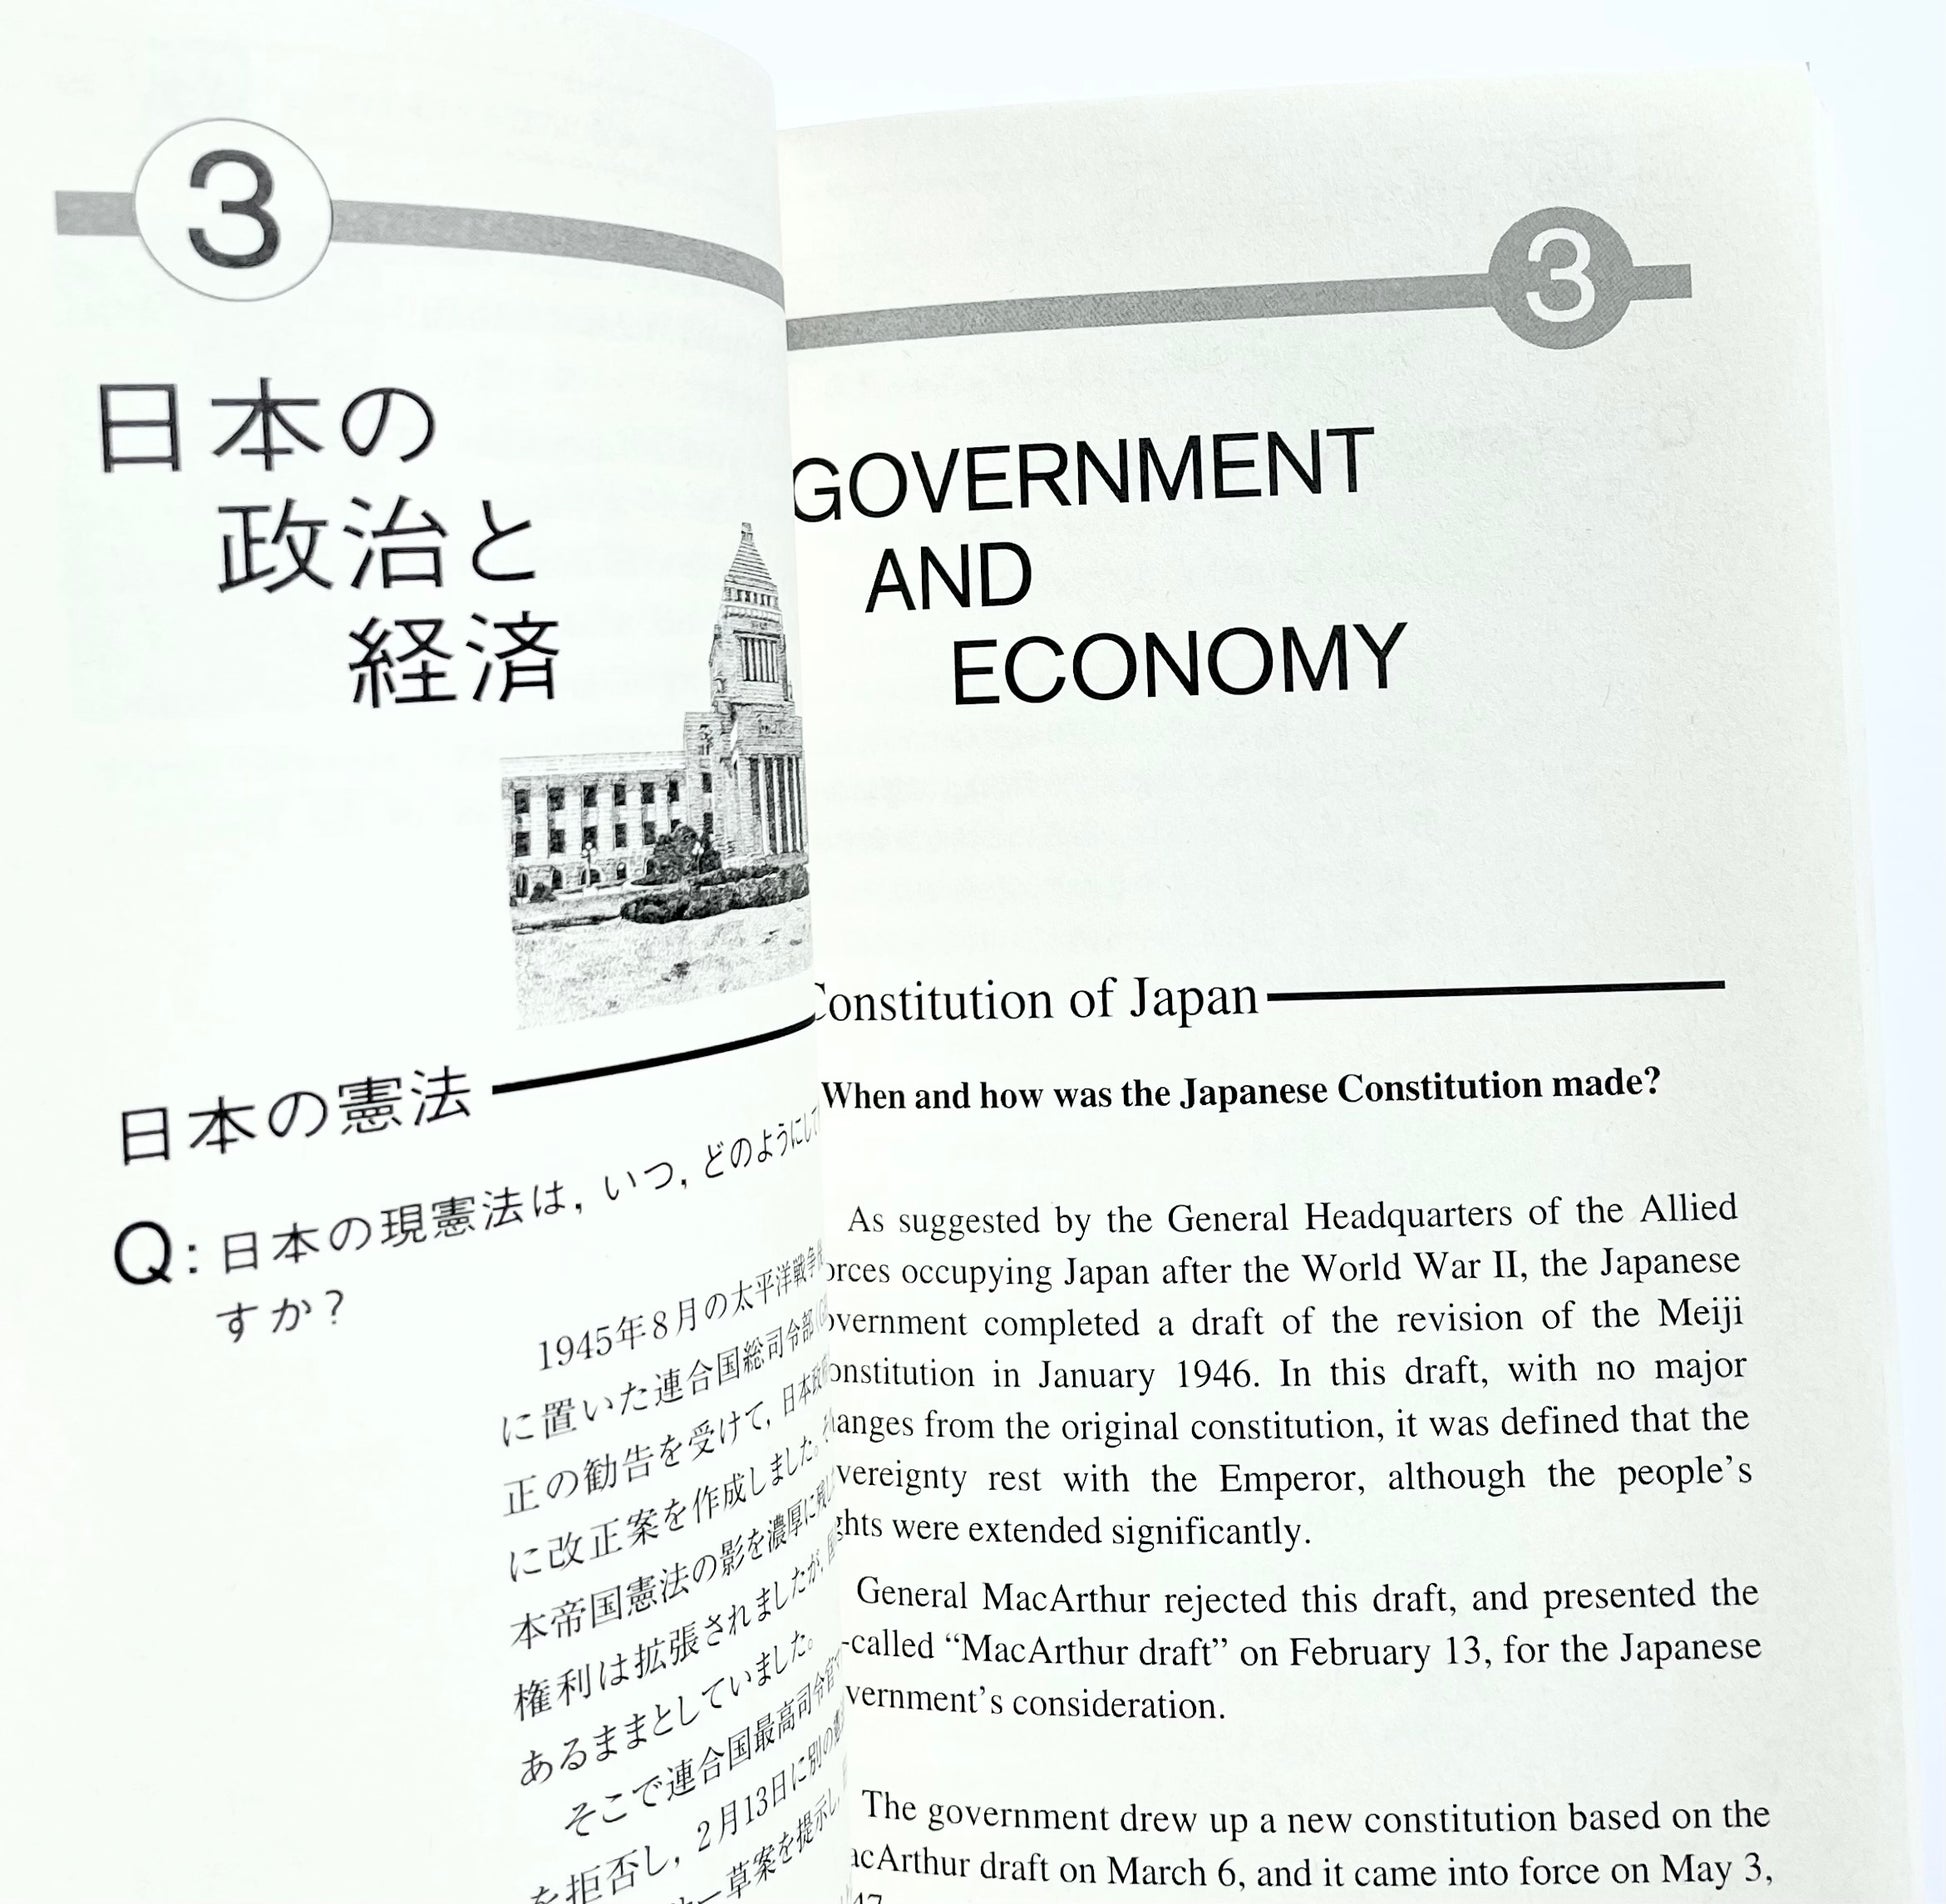 3
日本の
政治と
経済
日本の憲法
Q: 日本の現憲法は，いつ，どのようにして
すか？
1945年8月の太平洋戦争
に置いた連合国総司令部
正の勧告を受けて，日本政府
に改正案を作成しました。
本帝国憲法の影を濃厚に
権利は拡張されましたが，
あるままとしていました。
そこで連合国最高司令官
を拒否し，2月13日に別の
草案を提示し，
3
GOVERNMENT
AND
ECONOMY
Constitution of Japan
When and how was the Japanese Constitution made?
As suggested by the General Headquarters of the Allied
occupying Japan after the World War II, the Japanese
completed a draft of the revision of the Meiji
in January 1946. In this draft, with no major
from the original constitution, it was defined that the
rest with the Emperor, although the people's
were extended significantly.
General MacArthur rejected this draft, and presented the
-called “MacArthur draft” on February 13, for the Japanese
consideration.
The government drew up a new constitution based on the
draft on March 6, and it came into force on May 3,